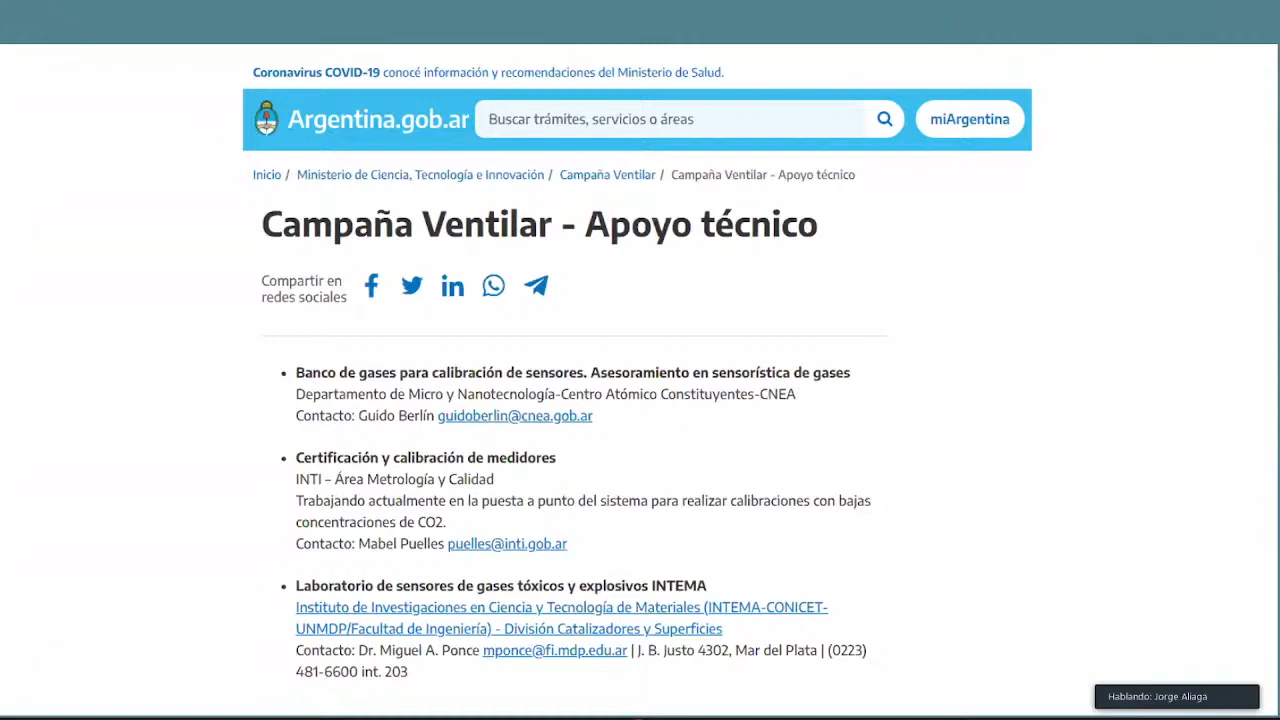 Coronavirus COVID-19 conocé información y recomendaciones del Ministerio de Salud.
Argentina.gob.ar
Buscar trámites, servicios o áreas
miArgentina
Inicio / Ministerio de Ciencia, Tecnología e Innovación / Campaña Ventilar / Campaña Ventilar - Apoyo técnico
Campaña Ventilar - Apoyo técnico
Compartir en
redes sociales
• Banco de gases para calibración de sensores. Asesoramiento en sensorística de gases
Departamento de Micro y Nanotecnología-Centro Atómico Constituyentes-CNEA
Contacto: Guido Berlín guidoberlin@cnea.gob.ar
• Certificación y calibración de medidores
INTI – Área Metrología y Calidad
Trabajando actualmente en la puesta a punto del sistema para realizar calibraciones con bajas
concentraciones de CO2.
Contacto: Mabel Puelles puelles@inti.gob.ar
• Laboratorio de sensores de gases tóxicos y explosivos INTEMA
Instituto de Investigaciones en Ciencia y Tecnología de Materiales (INTEMA-CONICET-
UNMDP/Facultad de Ingeniería) - División Catalizadores y Superficies
Contacto: Dr. Miguel A. Ponce mponce@fi.mdp.edu.ar | J. B. Justo 4302, Mar del Plata | (0223)
481-6600 int. 203
Hablando: Jorge Aliaga